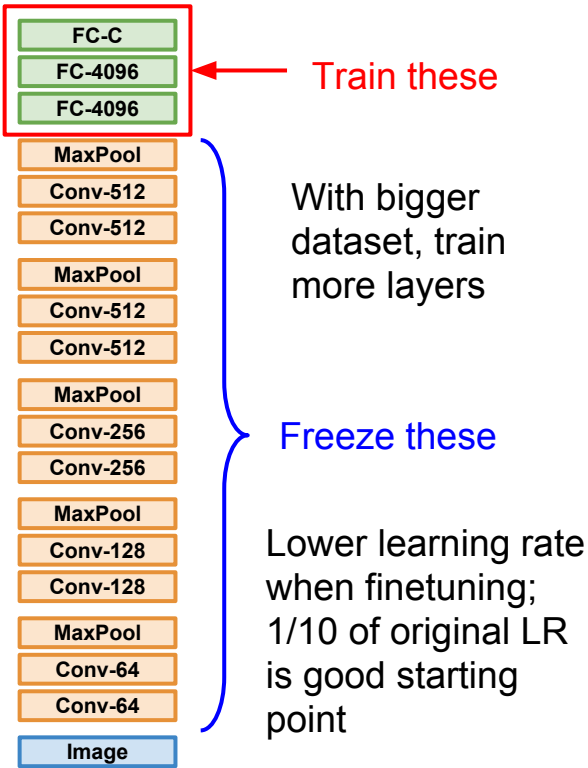 FC-C
FC-4096
FC-4096
Train these
MaxPool
Conv-512
Conv-512
MaxPool
Conv-512
Conv-512
MaxPool
Conv-256
Conv-256
MaxPool
Conv-128
Conv-128
MaxPool
Conv-64
Conv-64
Image
With bigger
dataset, train
more layers
Freeze these
Lower learning rate
when finetuning;
1/10 of original LR
is good starting
point